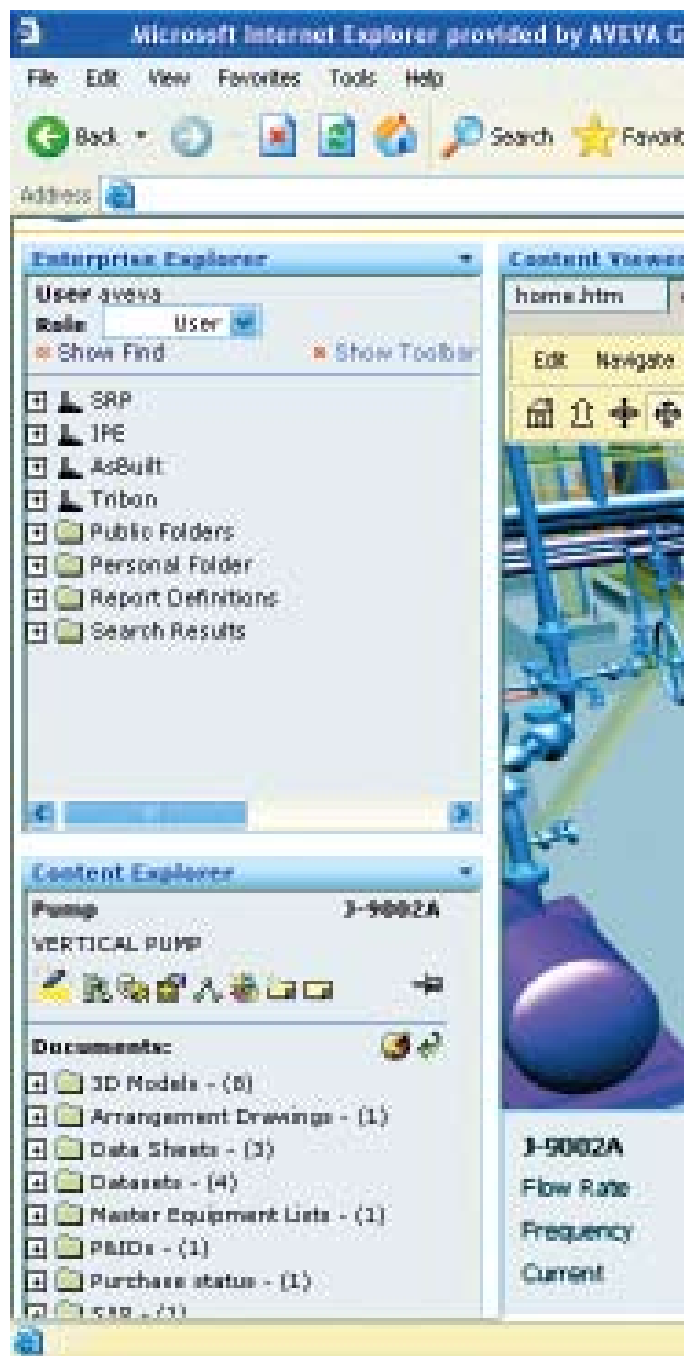 Microsoft Internet Explorer provided by AVEVA G
File Edit View Favorites Tools Help
Back Search Favorit
Address
Enterprise Explorer
User aveva
Role User
Show Find Show Toolbar
SRP
IPE
AsBuilt
Tribon
Public Folders
Personal Folder
Report Definitions
Search Results
Content Explorer
Pump J-9002A
VERTICAL PUMP
Documents:
3D Models - (8)
Arrangement Drawings - (1)
Data Sheets - (3)
Datasets - (4)
Master Equipment Lists - (1)
P&IDs - (1)
Purchase status - (1)
Content Viewer
home.htm
Edit Navigate
J-9002A
Flow Rate
Frequency
Current